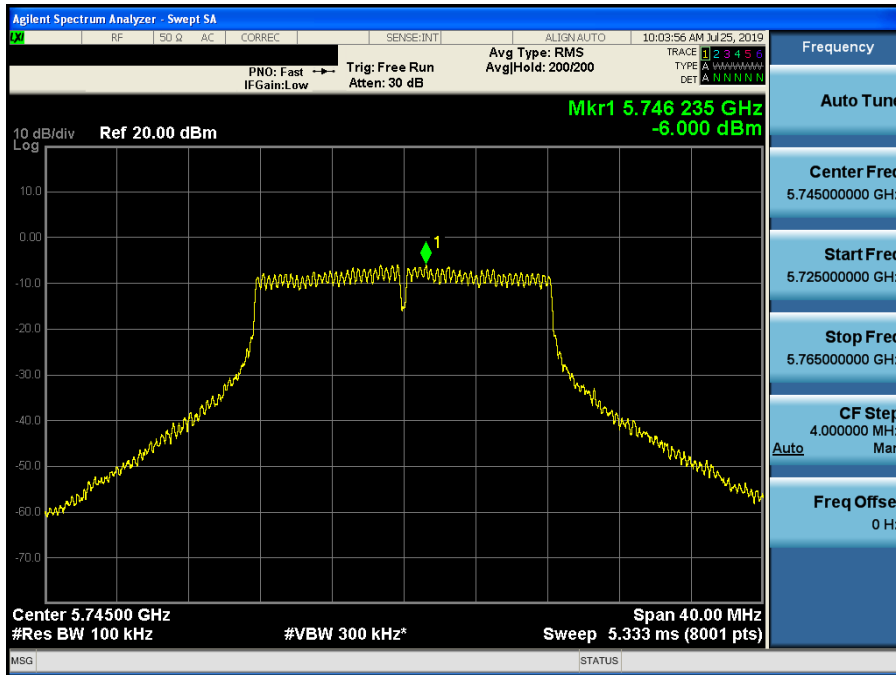 Agilent Spectrum Analyzer - Swept SA
LXI RF 50 Ω AC CORREC SENSE:INT ALIGN AUTO 10:03:56 AM Jul 25, 2019
PNO: Fast
IFGain:Low
Trig: Free Run
Atten: 30 dB
Avg Type: RMS
Avg|Hold: 200/200
TRACE 1 2 3 4 5 6
TYPE A WWWWW
DET A N N N N N
Mkr1 5.746 235 GHz
-6.000 dBm
10 dB/div Ref 20.00 dBm
Log
10.0
0.00
-10.0
-20.0
-30.0
-40.0
-50.0
-60.0
-70.0
1
Center 5.74500 GHz
Span 40.00 MHz
#Res BW 100 kHz
#VBW 300 kHz*
Sweep 5.333 ms (8001 pts)
MSG
STATUS
Frequency
Auto Tune
Center Freq
5.745000000 GHz
Start Freq
5.725000000 GHz
Stop Freq
5.765000000 GHz
CF Step
4.000000 MHz
Auto Man
Freq Offset
0 Hz